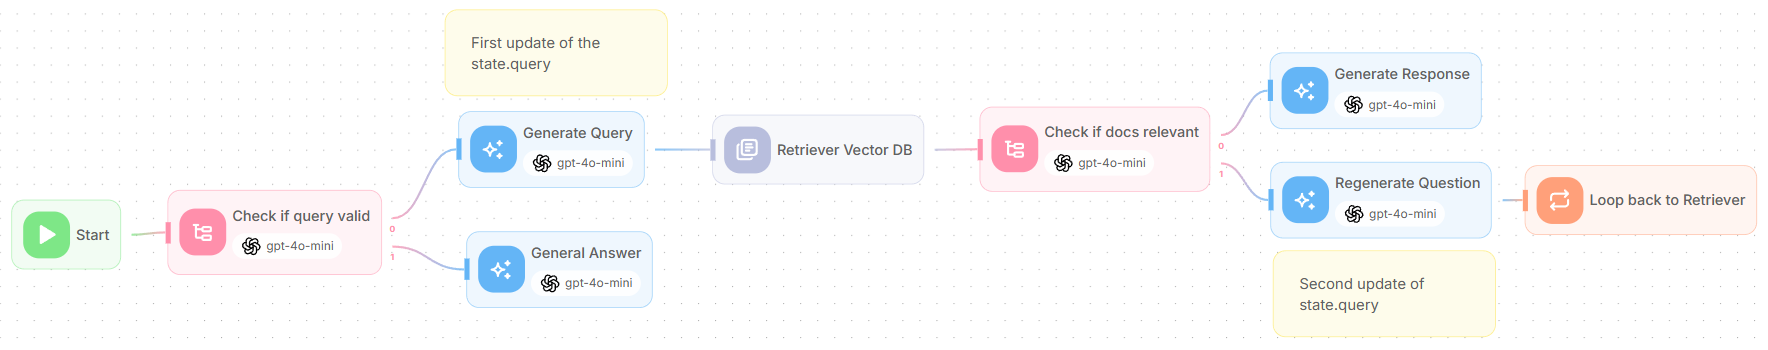 Start
Check if query valid
gpt-4o-mini
0
1
First update of the
state.query
Generate Query
gpt-4o-mini
General Answer
gpt-4o-mini
Retriever Vector DB
Check if docs relevant
gpt-4o-mini
0
1
Generate Response
gpt-4o-mini
Regenerate Question
gpt-4o-mini
Second update of
state.query
Loop back to Retriever